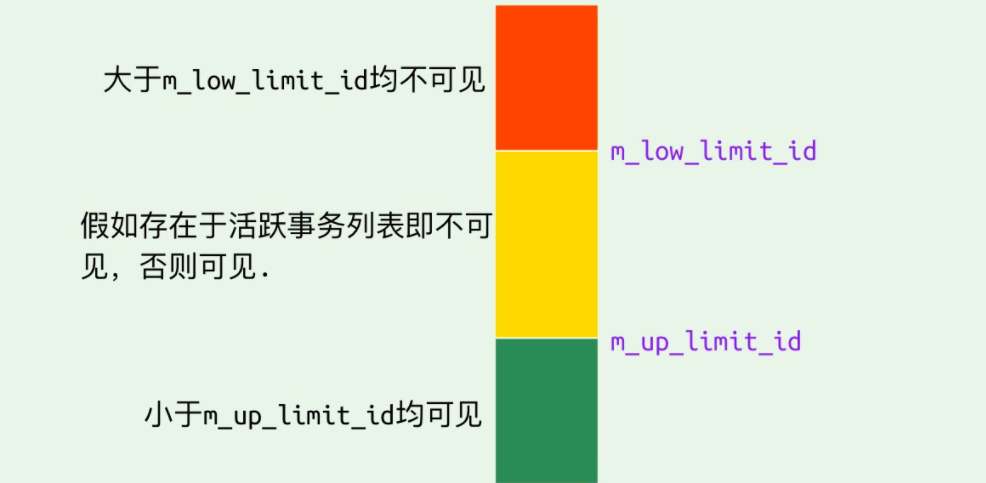 大于m_low_limit_id均不可见
m_low_limit_id
假如存在于活跃事务列表即不可
见，否则可见.
m_up_limit_id
小于m_up_limit_id均可见